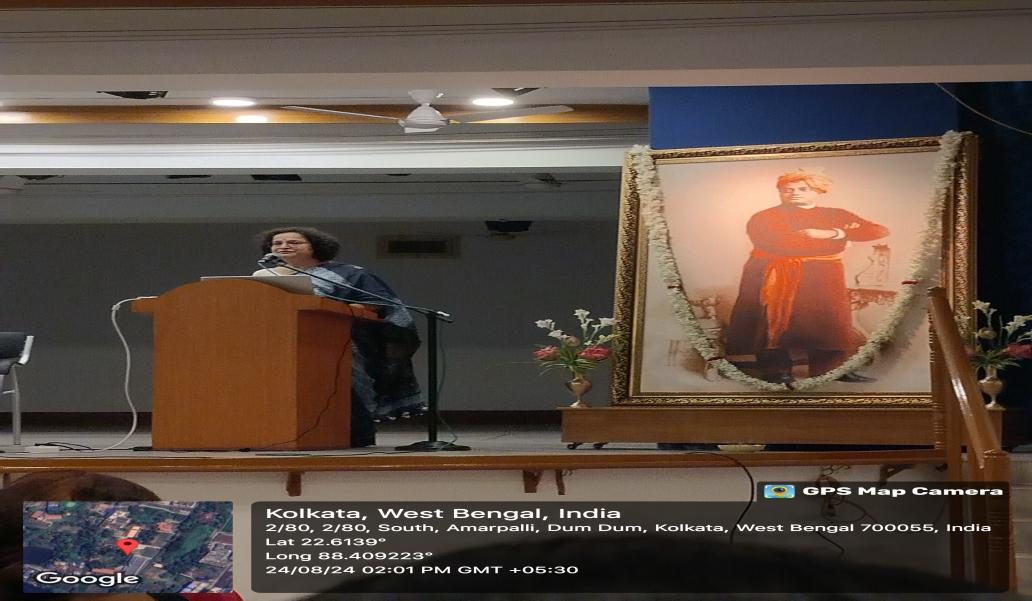 GPS Map Camera
Kolkata, West Bengal, India
2/80, 2/80, South, Amarpalli, Dum Dum, Kolkata, West Bengal 700055, India
Lat 22.6139°
Long 88.409223°
24/08/24 02:01 PM GMT +05:30
Google